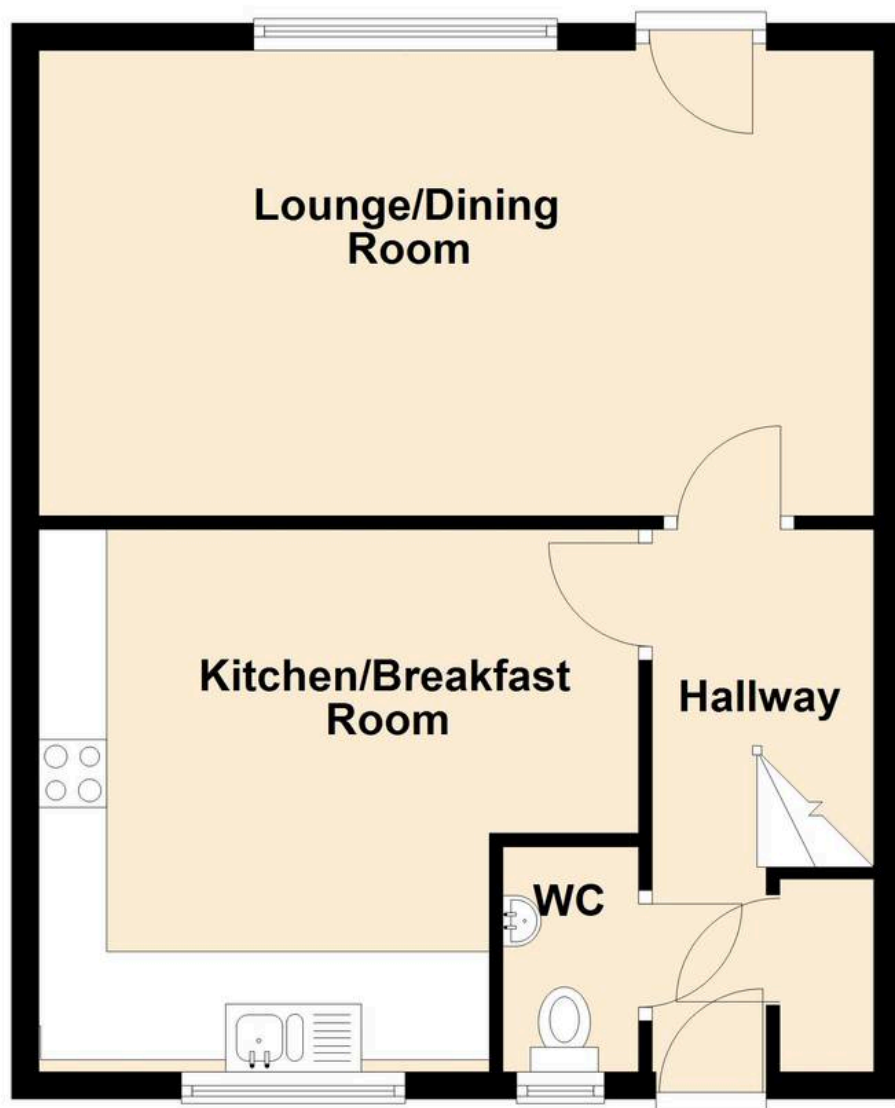 Lounge/Dining
Room
Kitchen/Breakfast
Room
Hallway
WC